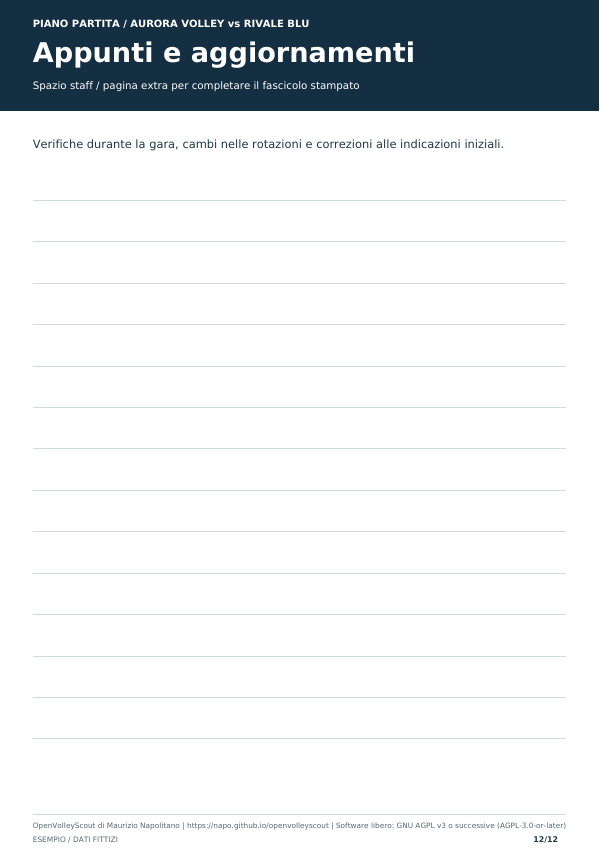 PIANO PARTITA / AURORA VOLLEY vs RIVALE BLU
Appunti e aggiornamenti
Spazio staff / pagina extra per completare il fascicolo stampato
Verifiche durante la gara, cambi nelle rotazioni e correzioni alle indicazioni iniziali.
OpenVolleyScout di Maurizio Napolitano | https://napo.github.io/openvolleyscout | Software libero: GNU AGPL v3 o successive (AGPL-3.0-or-later)
ESEMPIO / DATI FITTIZI 12/12